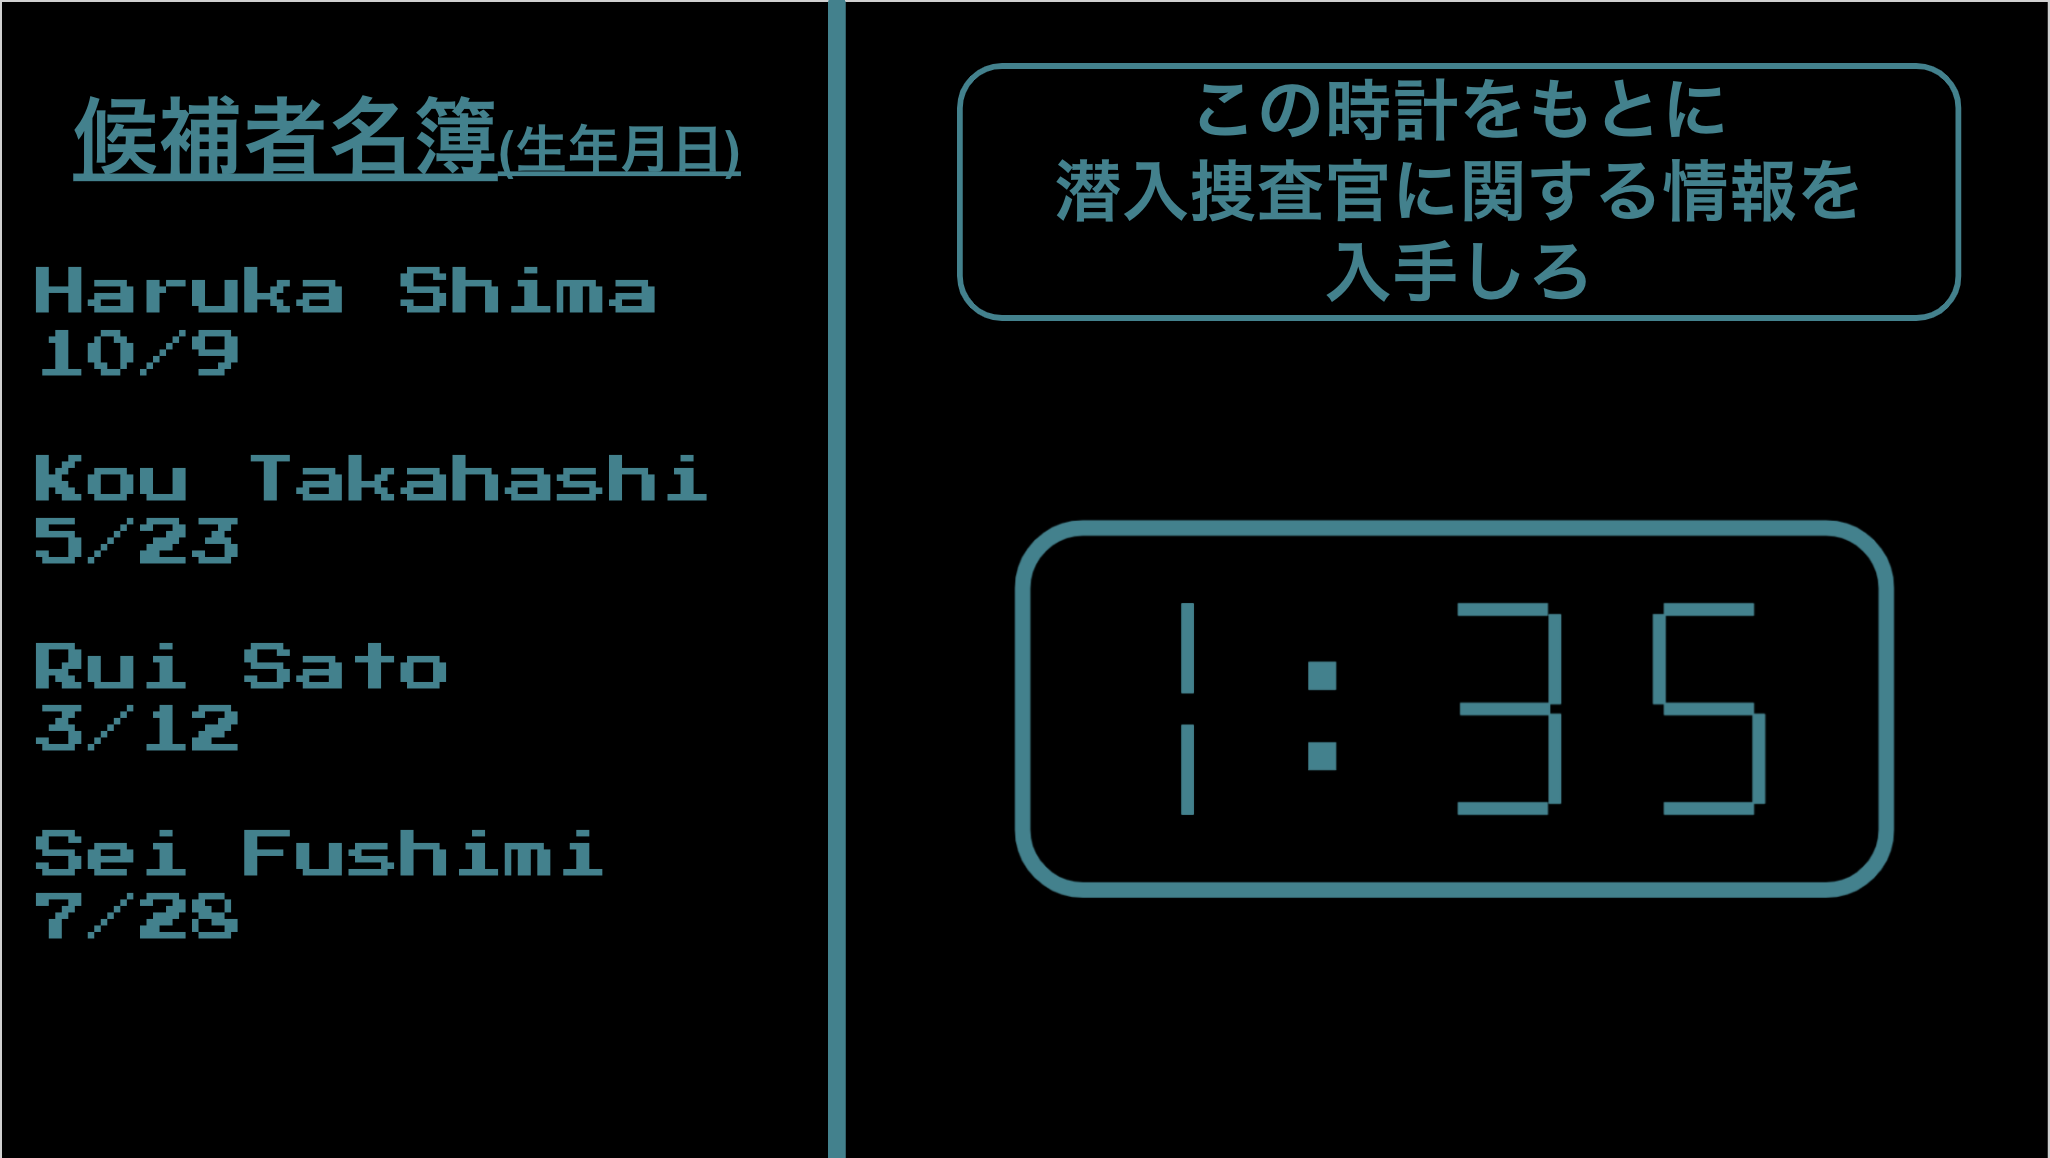 候補者名簿(生年月日)
Haruka Shima
10/9
Kou Takahashi
5/23
Rui Sato
3/12
Sei Fushimi
7/28
この時計をもとに
潜入捜査官に関する情報を
入手しろ
1:35